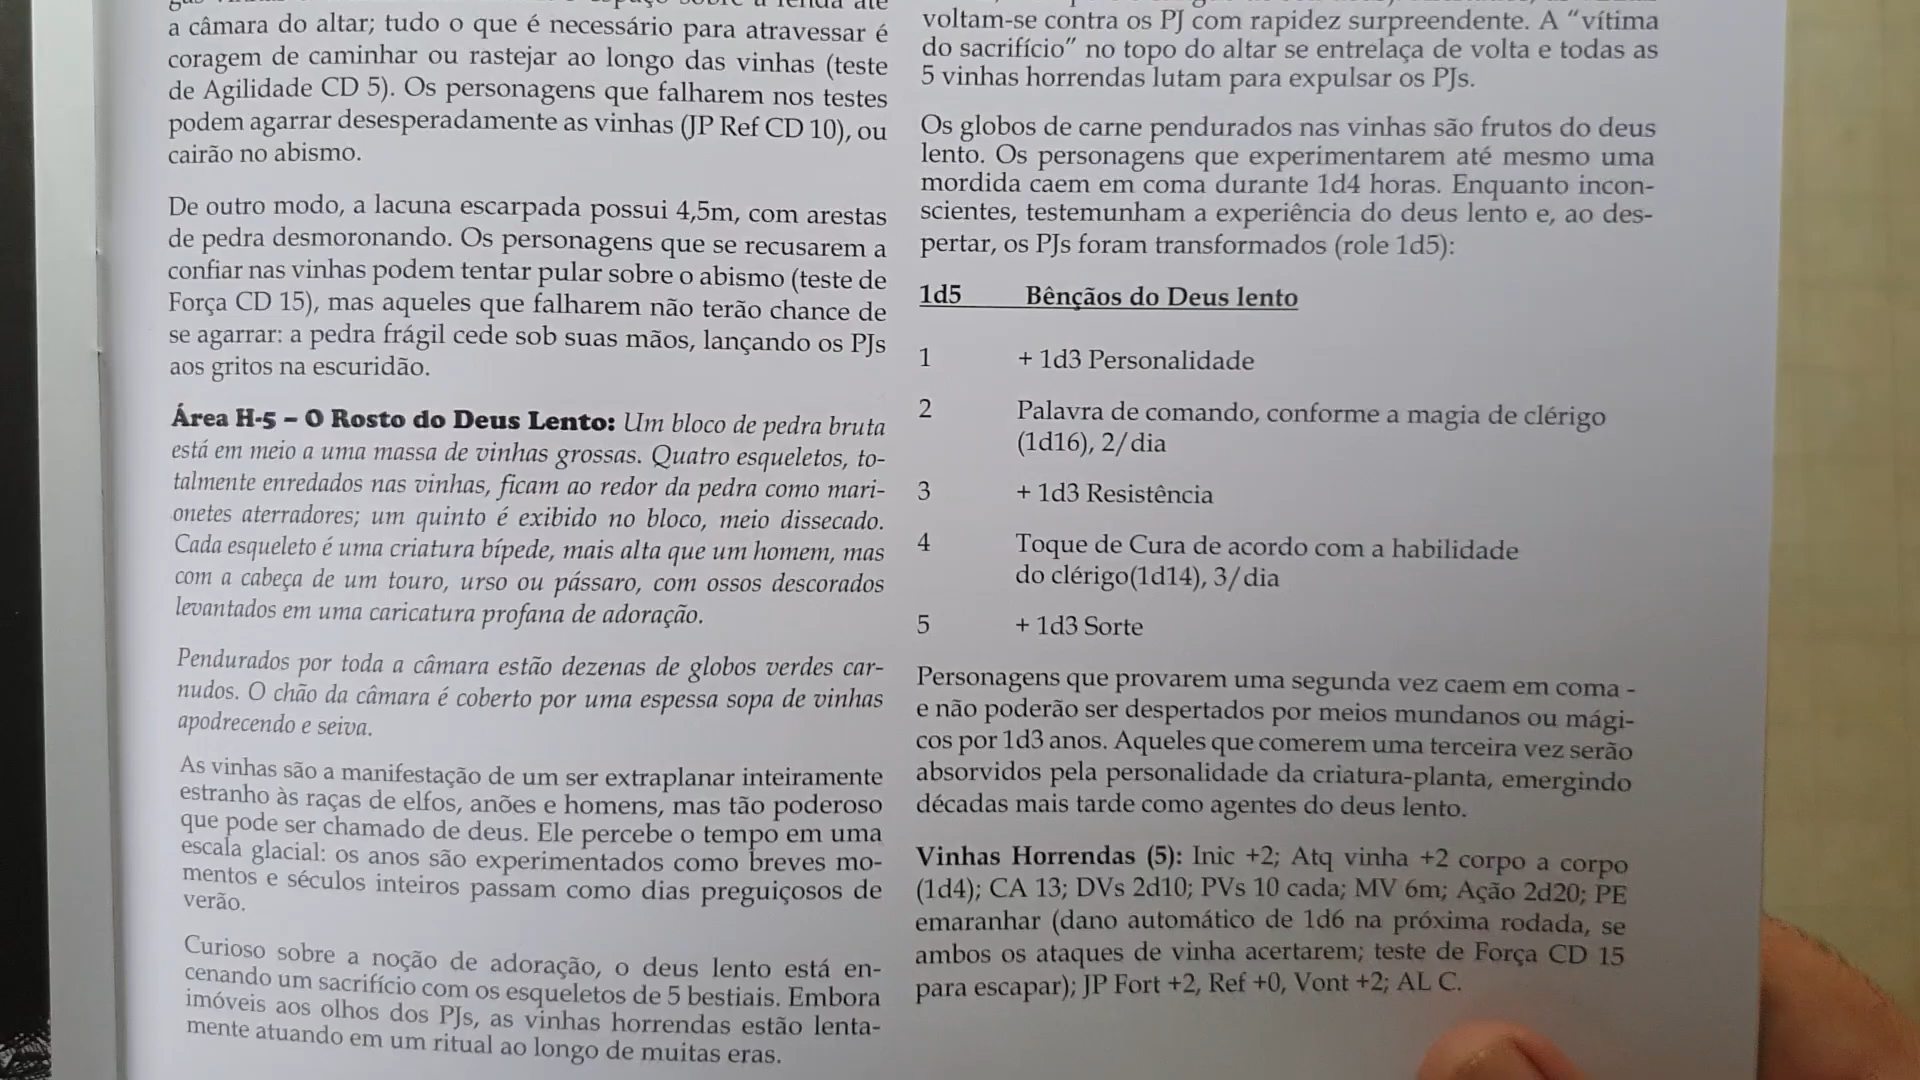 a câmara do altar; tudo o que é necessário para atravessar é
coragem de caminhar ou rastejar ao longo das vinhas (teste
de Agilidade CD 5). Os personagens que falharem nos testes
podem agarrar desesperadamente as vinhas (JP Ref CD 10), ou
cairão no abismo.
De outro modo, a lacuna escarpada possui 4,5m, com arestas
de pedra desmoronando. Os personagens que se recusarem a
confiar nas vinhas podem tentar pular sobre o abismo (teste de
Força CD 15), mas aqueles que falharem não terão chance de
se agarrar: a pedra frágil cede sob suas mãos, lançando os PJs
aos gritos na escuridão.
Área H-5 – O Rosto do Deus Lento: Um bloco de pedra bruta
está em meio a uma massa de vinhas grossas. Quatro esqueletos, to-
talmente enredados nas vinhas, ficam ao redor da pedra como mari-
onetes aterradores; um quinto é exibido no bloco, meio dissecado.
Cada esqueleto é uma criatura bípede, mais alta que um homem, mas
com a cabeça de um touro, urso ou pássaro, com ossos descorados
levantados em uma caricatura profana de adoração.
Pendurados por toda a câmara estão dezenas de globos verdes car-
nudos. O chão da câmara é coberto por uma espessa sopa de vinhas
apodrecendo e seiva.
As vinhas são a manifestação de um ser extraplanar inteiramente
estranho às raças de elfos, anões e homens, mas tão poderoso
que pode ser chamado de deus. Ele percebe o tempo em uma
escala glacial: os anos são experimentados como breves mo-
mentos e séculos inteiros passam como dias preguiçosos de
verão.
Curioso sobre a noção de adoração, o deus lento está en-
cenando um sacrifício com os esqueletos de 5 bestiais. Embora
imóveis aos olhos dos PJs, as vinhas horrendas estão lenta-
mente atuando em um ritual ao longo de muitas eras.
voltam-se contra os PJ com rapidez surpreendente. A “vítima
do sacrifício” no topo do altar se entrelaça de volta e todas as
5 vinhas horrendas lutam para expulsar os PJs.
Os globos de carne pendurados nas vinhas são frutos do deus
lento. Os personagens que experimentarem até mesmo uma
mordida caem em coma durante 1d4 horas. Enquanto incon-
scientes, testemunham a experiência do deus lento e, ao des-
pertar, os PJs foram transformados (role 1d5):
1d5 Bênçãos do Deus lento
1 + 1d3 Personalidade
2 Palavra de comando, conforme a magia de clérigo
(1d16), 2/dia
3 + 1d3 Resistência
4 Toque de Cura de acordo com a habilidade
do clérigo(1d14), 3/dia
5 + 1d3 Sorte
Personagens que provarem uma segunda vez caem em coma -
e não poderão ser despertados por meios mundanos ou mági-
cos por 1d3 anos. Aqueles que comerem uma terceira vez serão
absorvidos pela personalidade da criatura-planta, emergindo
décadas mais tarde como agentes do deus lento.
Vinhas Horrendas (5): Inic +2; Atq vinha +2 corpo a corpo
(1d4); CA 13; DVs 2d10; PVs 10 cada; MV 6m; Ação 2d20; PE
emaranhar (dano automático de 1d6 na próxima rodada, se
ambos os ataques de vinha acertarem; teste de Força CD 15
para escapar); JP Fort +2, Ref +0, Vont +2; AL C.